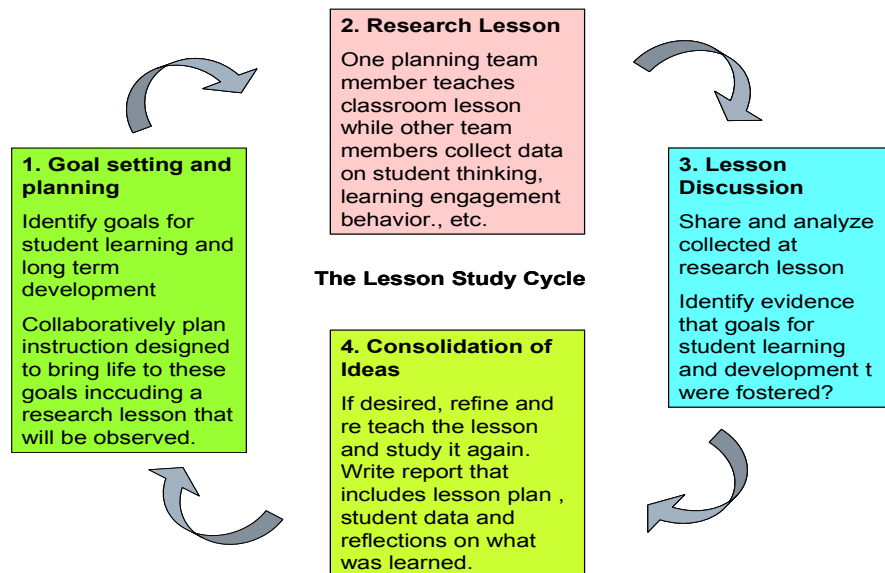 2. Research Lesson
One planning team
member teaches
classroom lesson
while other team
members collect data
on student thinking,
learning engagement
behavior., etc.
1. Goal setting and
planning
Identify goals for
student learning and
long term
development
Collaboratively plan
instruction designed
to bring life to these
goals inccuding a
research lesson that
will be observed.
3. Lesson
Discussion
Share and analyze
collected at
research lesson
Identify evidence
that goals for
student learning
and development t
were fostered?
The Lesson Study Cycle
4. Consolidation of
Ideas
If desired, refine and
re teach the lesson
and study it again.
Write report that
includes lesson plan ,
student data and
reflections on what
was learned.